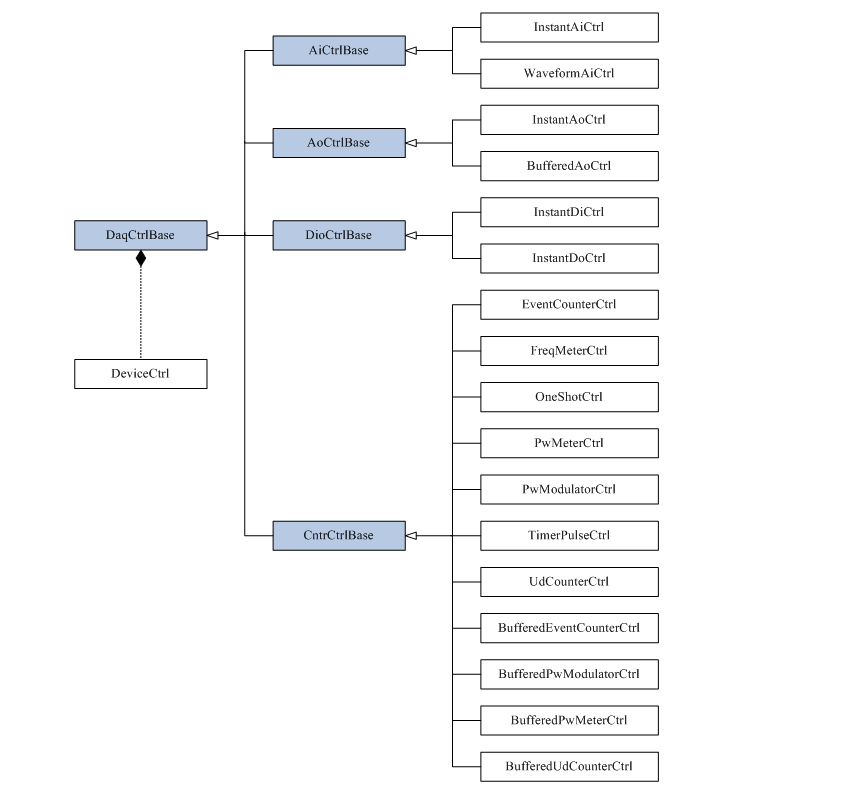 InstantAiCtrl
AiCtrlBase
WaveformAiCtrl
InstantAoCtrl
AoCtrlBase
BufferedAoCtrl
InstantDiCtrl
DaqCtrlBase
DioCtrlBase
InstantDoCtrl
EventCounterCtrl
FreqMeterCtrl
DeviceCtrl
OneShotCtrl
PwMeterCtrl
PwModulatorCtrl
CntrCtrlBase
TimerPulseCtrl
UdCounterCtrl
BufferedEventCounterCtrl
BufferedPwModulatorCtrl
BufferedPwMeterCtrl
BufferedUdCounterCtrl